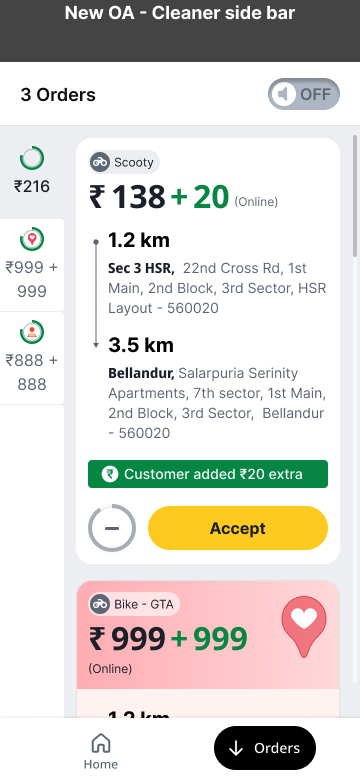 New OA - Cleaner side bar
3 Orders
OFF
₹216
₹999 +
999
₹888 +
888
Scooty
₹ 138 + 20 (Online)
1.2 km
Sec 3 HSR, 22nd Cross Rd, 1st
Main, 2nd Block, 3rd Sector, HSR
Layout - 560020
3.5 km
Bellandur, Salarpuria Serinity
Apartments, 7th sector, 1st Main,
2nd Block, 3rd Sector, Bellandur
- 560020
₹ Customer added ₹20 extra
Accept
Bike - GTA
₹ 999 + 999
(Online)
1.2 km
Home
Orders